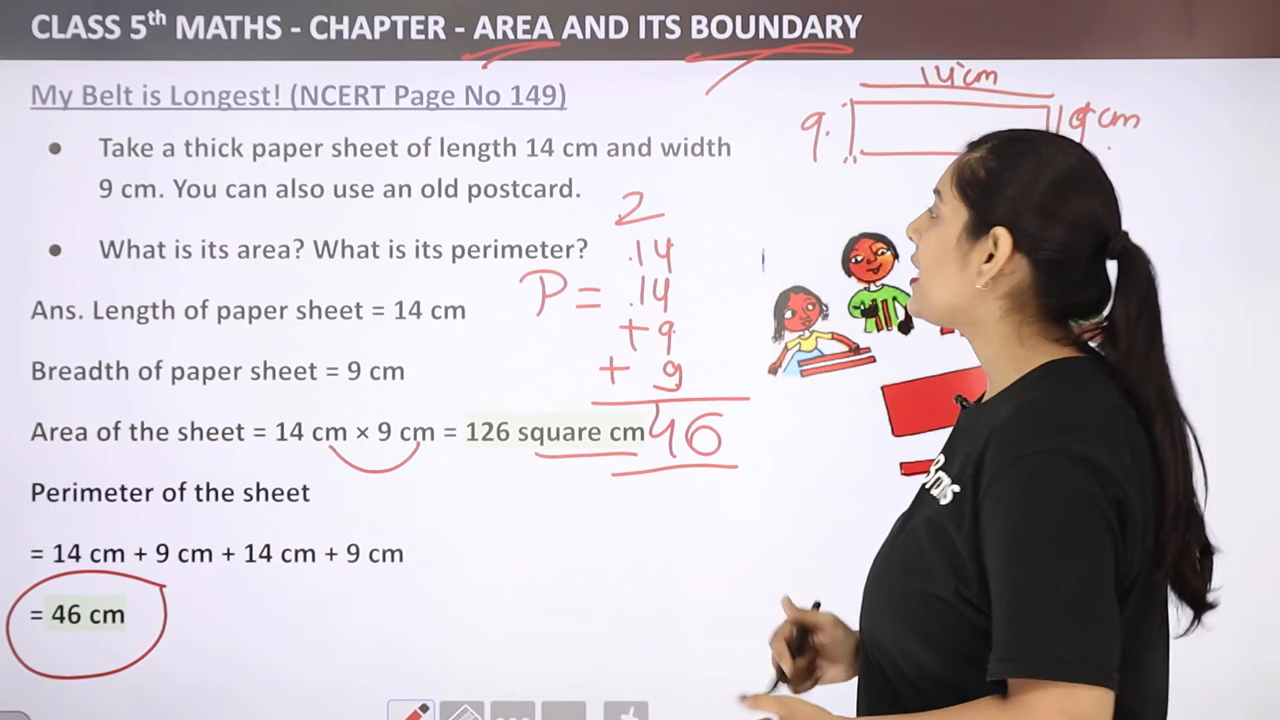 CLASS 5th MATHS - CHAPTER - AREA AND ITS BOUNDARY
My Belt is Longest! (NCERT Page No 149)
14 cm
9.
9 cm
● Take a thick paper sheet of length 14 cm and width
9 cm. You can also use an old postcard.
● What is its area? What is its perimeter?
2
14
P = 14
+ 9
+ 9
46
Ans. Length of paper sheet = 14 cm
Breadth of paper sheet = 9 cm
Area of the sheet = 14 cm × 9 cm = 126 square cm
Perimeter of the sheet
= 14 cm + 9 cm + 14 cm + 9 cm
= 46 cm